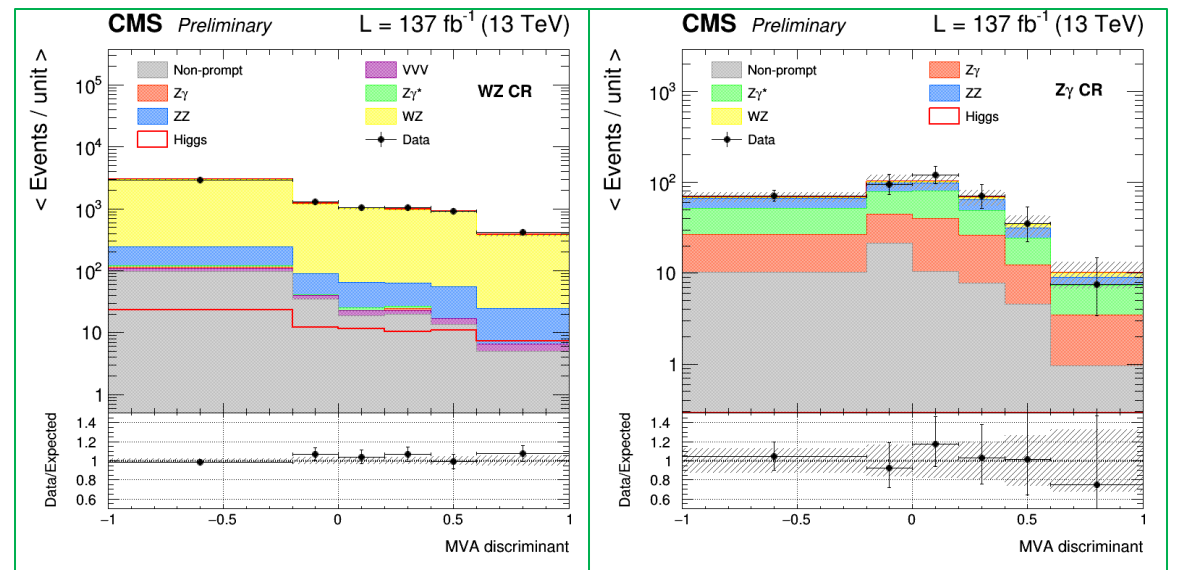 CMS Preliminary L = 137 fb⁻¹ (13 TeV)
< Events / unit >
10⁵
10⁴
10³
10²
10
1
Non-prompt VVV
Zγ Zγ*
ZZ WZ
Higgs Data
WZ CR
Data/Expected
1.4
1.2
1
0.8
0.6
−1 −0.5 0 0.5 1
MVA discriminant
CMS Preliminary L = 137 fb⁻¹ (13 TeV)
< Events / unit >
10³
10²
10
1
Non-prompt Zγ
Zγ* ZZ
WZ Higgs
Data
Zγ CR
Data/Expected
1.4
1.2
1
0.8
0.6
−1 −0.5 0 0.5 1
MVA discriminant